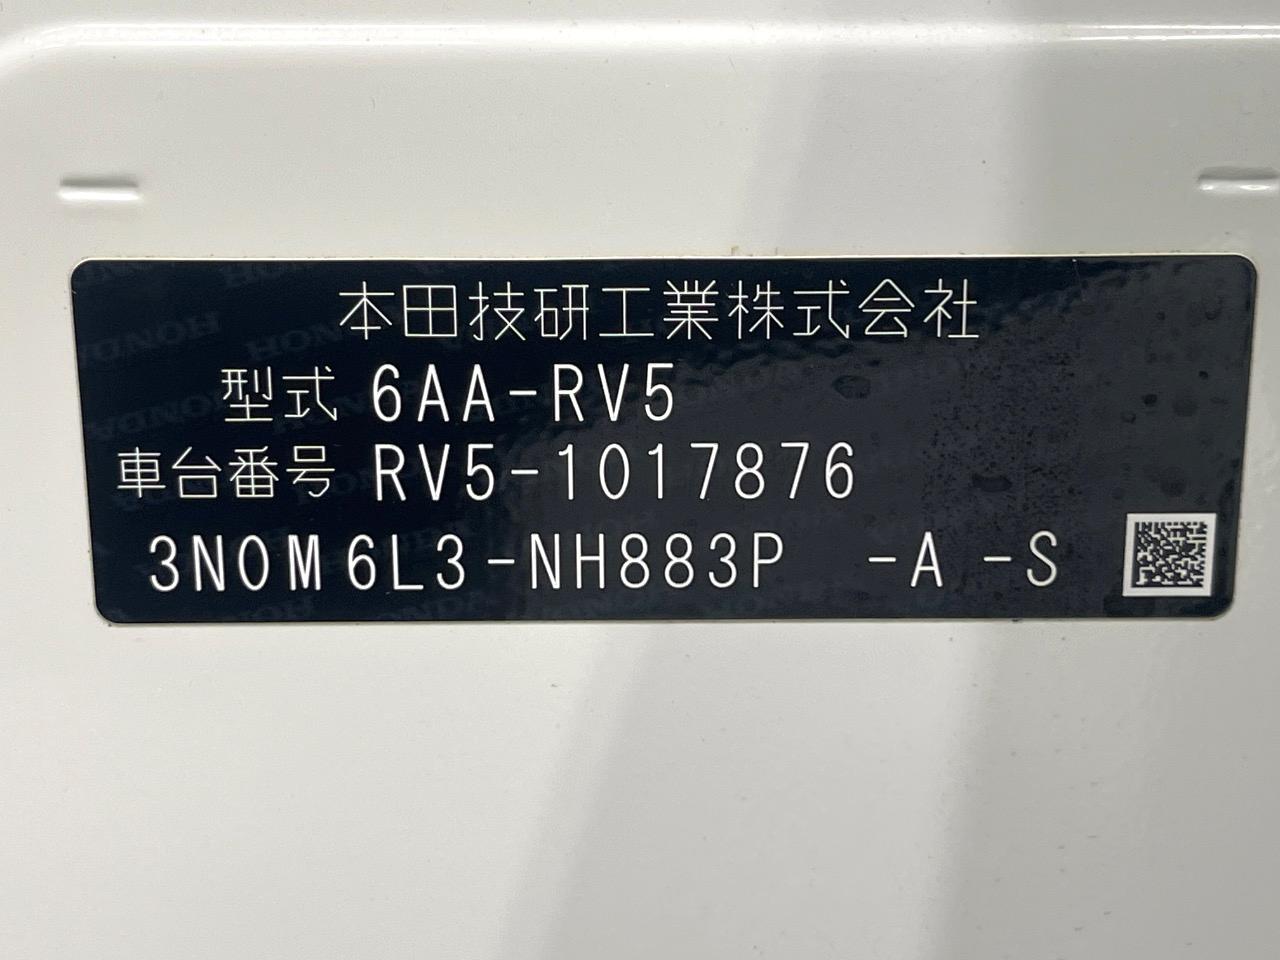 本田技研工業株式会社
型式 6AA-RV5
車台番号 RV5-1017876
3N0M6L3-NH883P -A -S